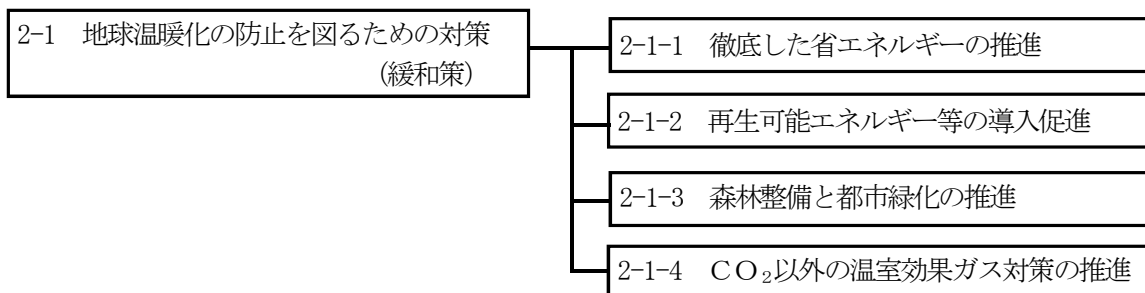 2-1　地球温暖化の防止を図るための対策
（緩和策）
2-1-1　徹底した省エネルギーの推進
2-1-2　再生可能エネルギー等の導入促進
2-1-3　森林整備と都市緑化の推進
2-1-4　ＣＯ₂以外の温室効果ガス対策の推進